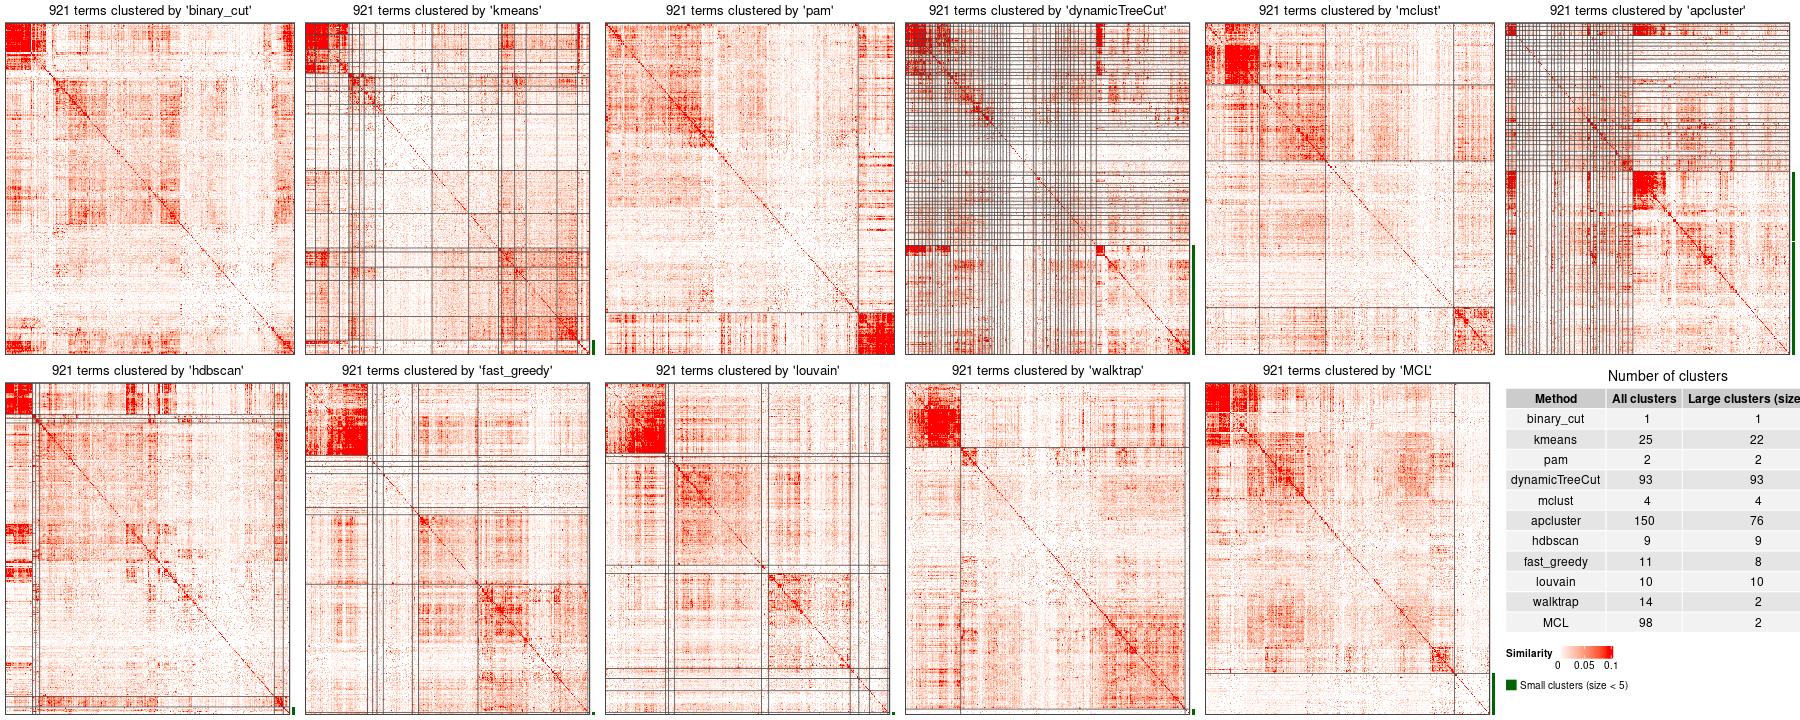 921 terms clustered by 'binary_cut'
921 terms clustered by 'kmeans'
921 terms clustered by 'pam'
921 terms clustered by 'dynamicTreeCut'
921 terms clustered by 'mclust'
921 terms clustered by 'apcluster'
921 terms clustered by 'hdbscan'
921 terms clustered by 'fast_greedy'
921 terms clustered by 'louvain'
921 terms clustered by 'walktrap'
921 terms clustered by 'MCL'
Number of clusters
Method All clusters Large clusters (size
binary_cut 1 1
kmeans 25 22
pam 2 2
dynamicTreeCut 93 93
mclust 4 4
apcluster 150 76
hdbscan 9 9
fast_greedy 11 8
louvain 10 10
walktrap 14 2
MCL 98 2
Similarity
0 0.05 0.1
Small clusters (size < 5)